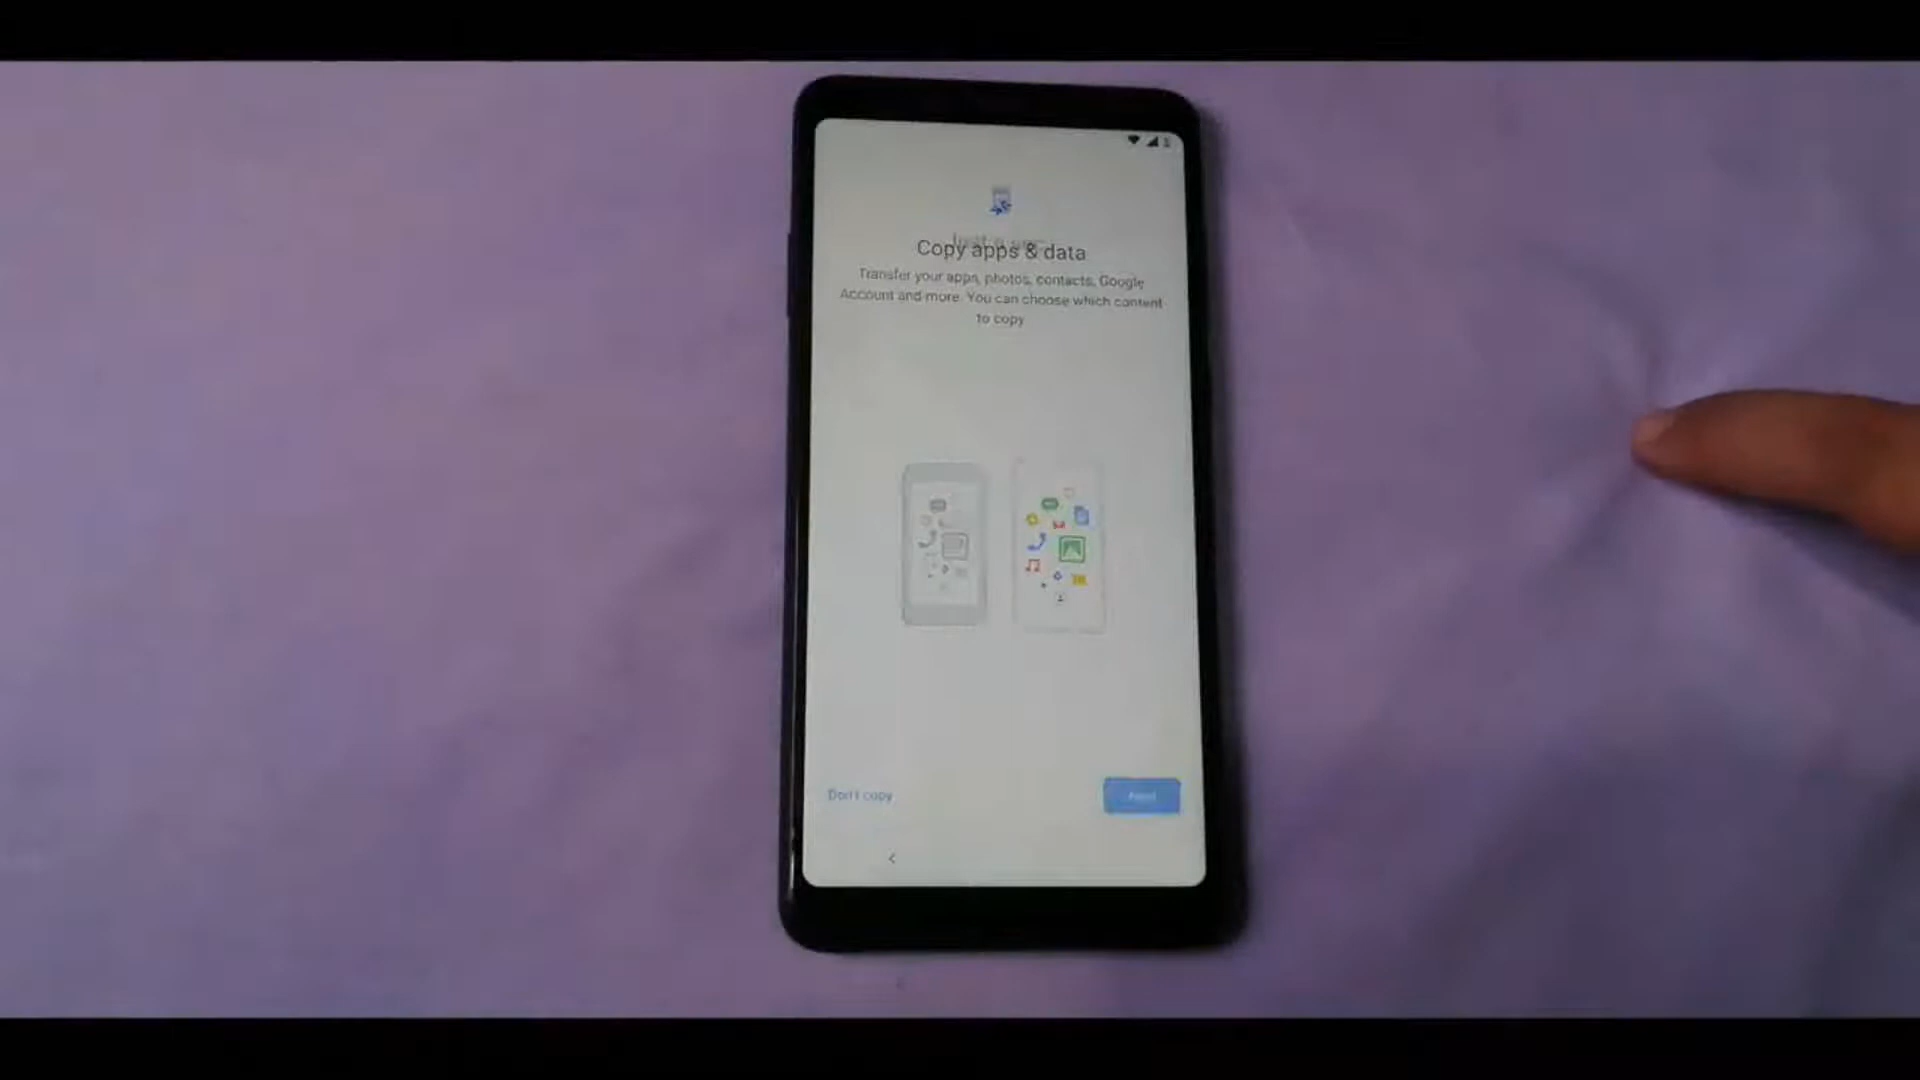 Copy apps & data
Transfer your apps, photos, contacts, Google
Account and more. You can choose which content
to copy
Don't copy
Next